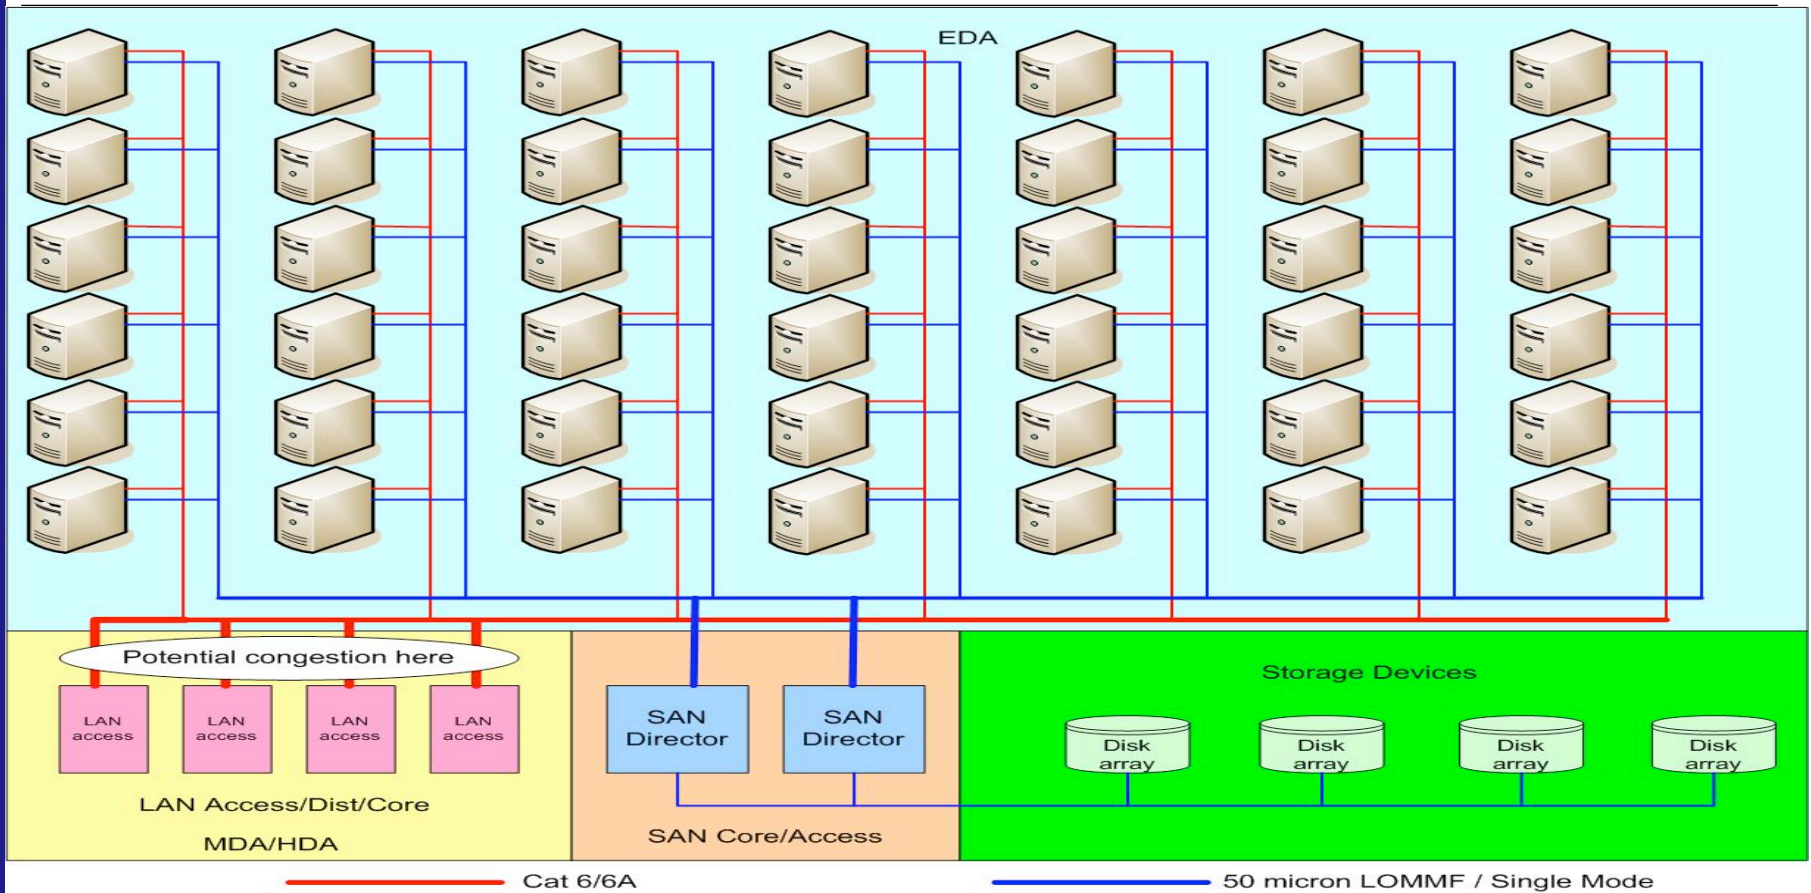 EDA
Potential congestion here
LAN
access
LAN
access
LAN
access
LAN
access
LAN Access/Dist/Core
MDA/HDA
SAN
Director
SAN
Director
SAN Core/Access
Storage Devices
Disk
array
Disk
array
Disk
array
Disk
array
Cat 6/6A
50 micron LOMMF / Single Mode